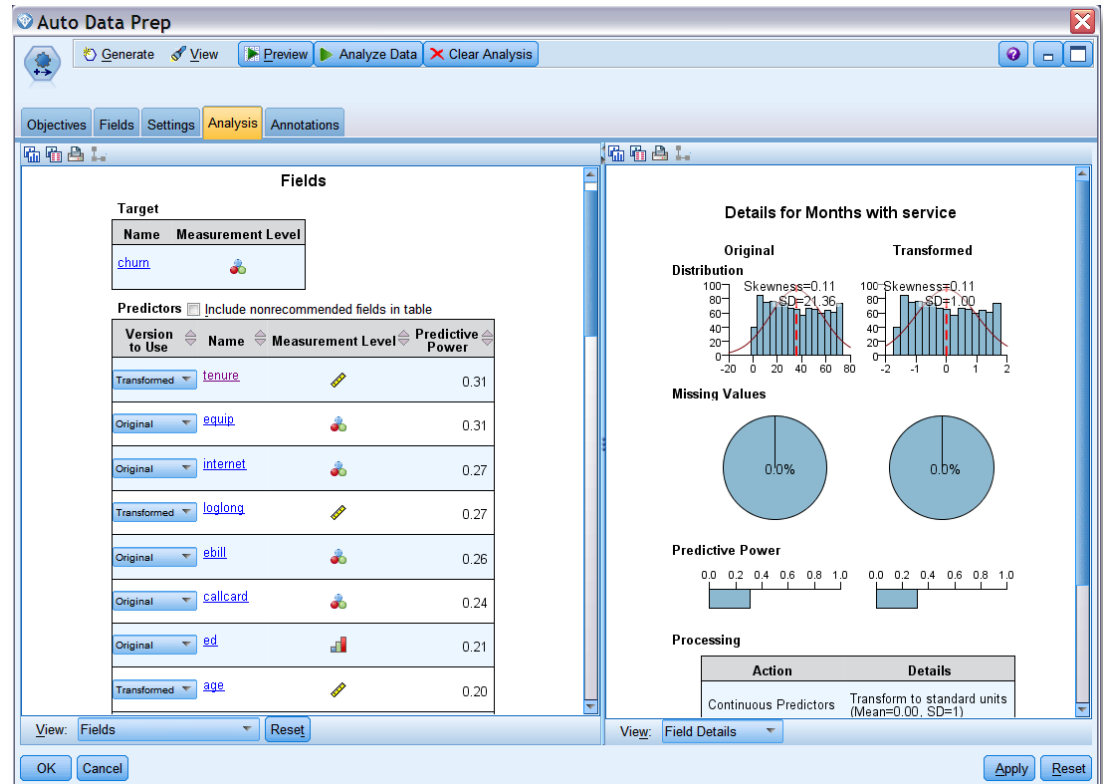 Auto Data Prep
Generate View Preview Analyze Data Clear Analysis ?
Objectives Fields Settings Analysis Annotations
Fields
Target
Name Measurement Level
churn
Predictors Include nonrecommended fields in table
Version to Use Name Measurement Level Predictive Power
Transformed tenure 0.31
Original equip 0.31
Original internet 0.27
Transformed loglong 0.27
Original ebill 0.26
Original callcard 0.24
Original ed 0.21
Transformed age 0.20
View: Fields Reset
Details for Months with service
Original Transformed
Distribution
Skewness=0.11 Skewness=0.11
SD=21.36 SD=1.00
100 80 60 40 20 0
-20 0 20 40 60 80
100 80 60 40 20 0
-2 -1 0 1 2
Missing Values
0.0% 0.0%
Predictive Power
0.0 0.2 0.4 0.6 0.8 1.0 0.0 0.2 0.4 0.6 0.8 1.0
Processing
Action Details
Continuous Predictors Transform to standard units
(Mean=0.00, SD=1)
View: Field Details
OK Cancel Apply Reset